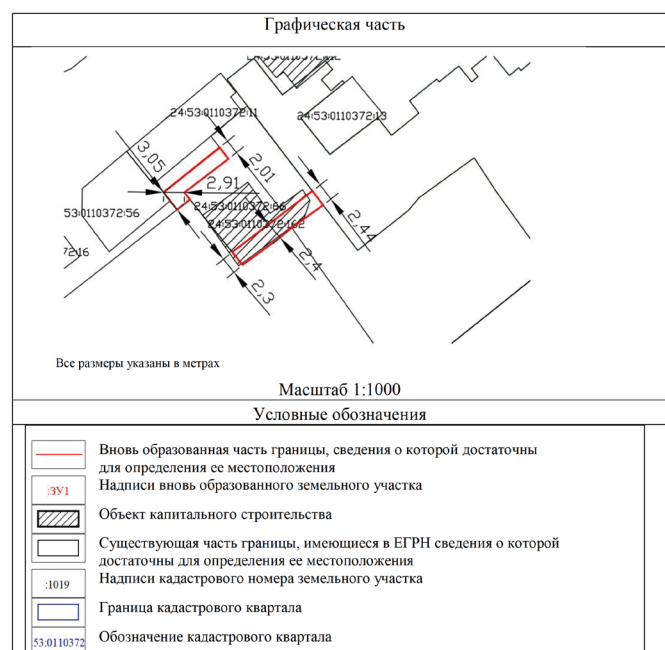 Графическая часть
24:53:0110372:12
24:53:0110372:11
24:53:0110372:13
3,05
2,01
2,91
53:0110372:56
24:53:0110372:66
24:53:0110372:162
2,44
72:16
2,4
2,3
Все размеры указаны в метрах
Масштаб 1:1000
Условные обозначения
Вновь образованная часть границы, сведения о которой достаточны
для определения ее местоположения
:ЗУ1
Надписи вновь образованного земельного участка
Объект капитального строительства
Существующая часть границы, имеющиеся в ЕГРН сведения о которой
достаточны для определения ее местоположения
:1019
Надписи кадастрового номера земельного участка
Граница кадастрового квартала
53:0110372
Обозначение кадастрового квартала